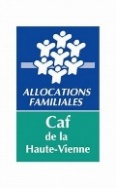 ALLOCATIONS
FAMILIALES
Caf
de la
Haute-Vienne